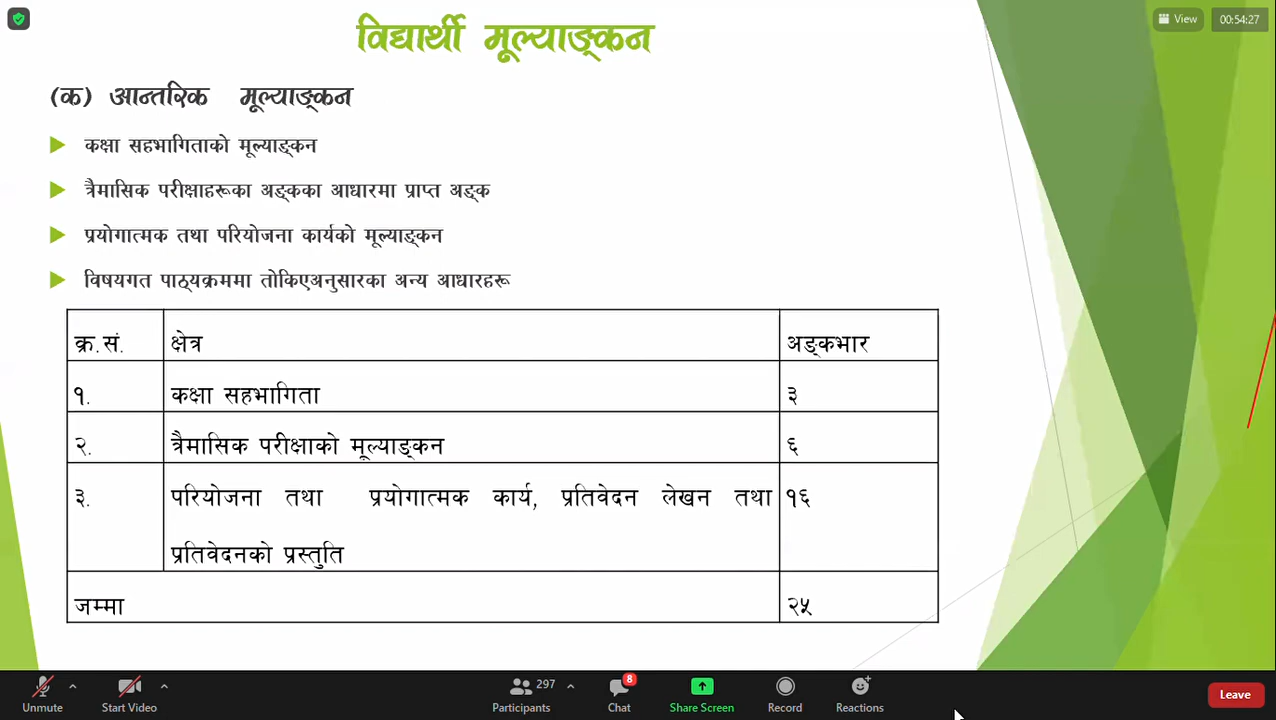 विद्यार्थी मूल्याङ्कन
View
00:54:27
(क) आन्तरिक मूल्याङ्कन
कक्षा सहभागिताको मूल्याङ्कन
त्रैमासिक परीक्षाहरूका अङ्कका आधारमा प्राप्त अङ्क
प्रयोगात्मक तथा परियोजना कार्यको मूल्याङ्कन
विषयगत पाठ्यक्रममा तोकिएअनुसारका अन्य आधारहरू
क्र.सं. क्षेत्र अङ्कभार
१. कक्षा सहभागिता ३
२. त्रैमासिक परीक्षाको मूल्याङ्कन ६
३. परियोजना तथा प्रयोगात्मक कार्य, प्रतिवेदन लेखन तथा १६
प्रतिवेदनको प्रस्तुति
जम्मा २५
297 8
Unmute Start Video Participants Chat Share Screen Record Reactions Leave